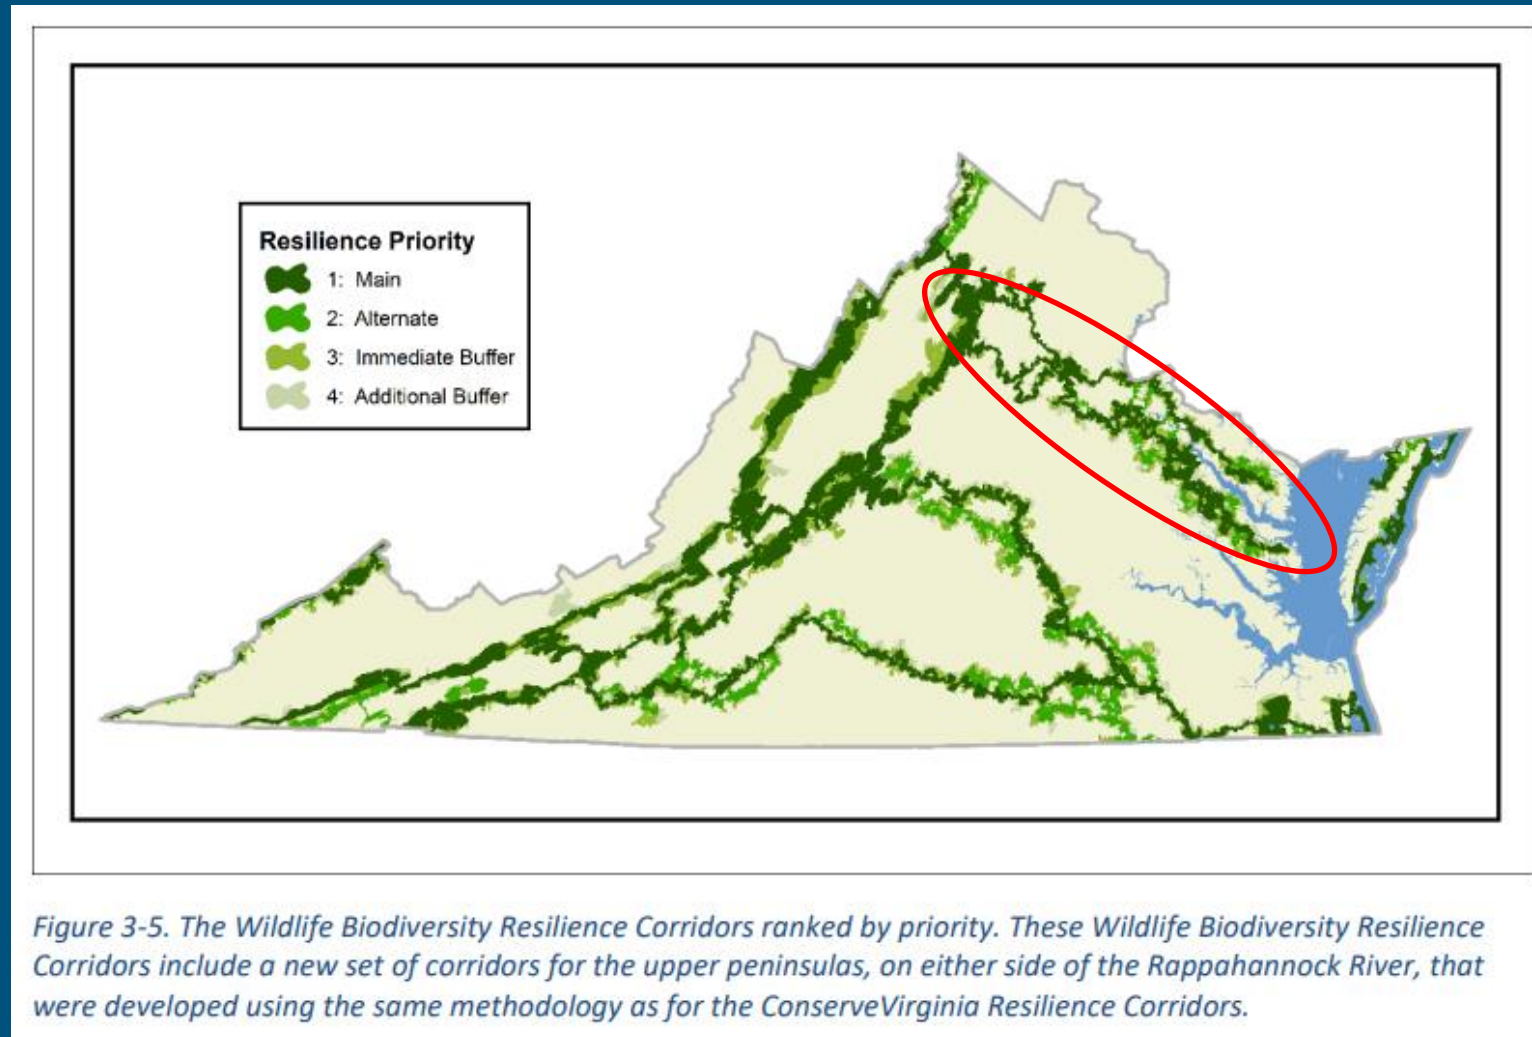 Resilience Priority
1: Main
2: Alternate
3: Immediate Buffer
4: Additional Buffer
Figure 3-5. The Wildlife Biodiversity Resilience Corridors ranked by priority. These Wildlife Biodiversity Resilience
Corridors include a new set of corridors for the upper peninsulas, on either side of the Rappahannock River, that
were developed using the same methodology as for the ConserveVirginia Resilience Corridors.